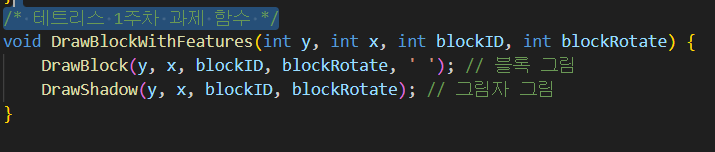 }
/* 테트리스 1주차 과제 함수 */
void DrawBlockWithFeatures(int y, int x, int blockID, int blockRotate) {
    DrawBlock(y, x, blockID, blockRotate, ' '); // 블록 그림
    DrawShadow(y, x, blockID, blockRotate); // 그림자 그림
}